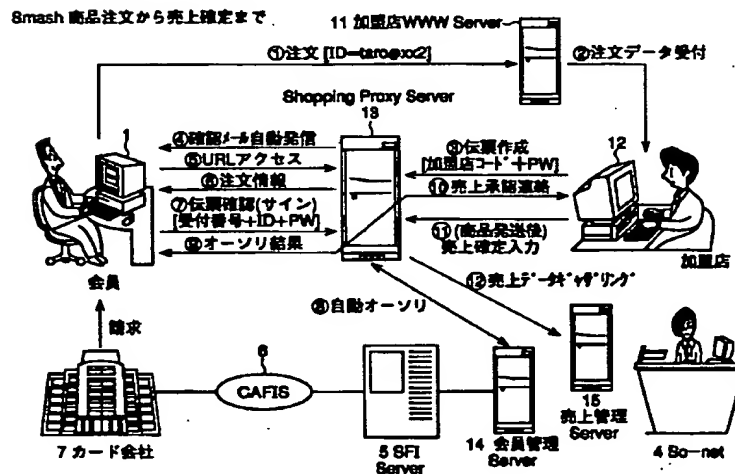 Smash 商品注文から売上確定まで
11 加盟店WWW Server
①注文 [ID=taro@xx2]
②注文データ受付
Shopping Proxy Server
13
1
12
④確認メール自動発信
⑤URLアクセス
⑥注文情報
⑦伝票確認(サイン)
[受付番号+ID+PW]
⑨オーソリ結果
③伝票作成
[加盟店コード+PW]
⑩売上承認連絡
⑪(商品発送後)
売上確定入力
会員
加盟店
⑫売上データギャザリング
⑧自動オーソリ
請求
6
CAFIS
7 カード会社
5 SFI
Server
14 会員管理
Server
15
売上管理
Server
4 So-net